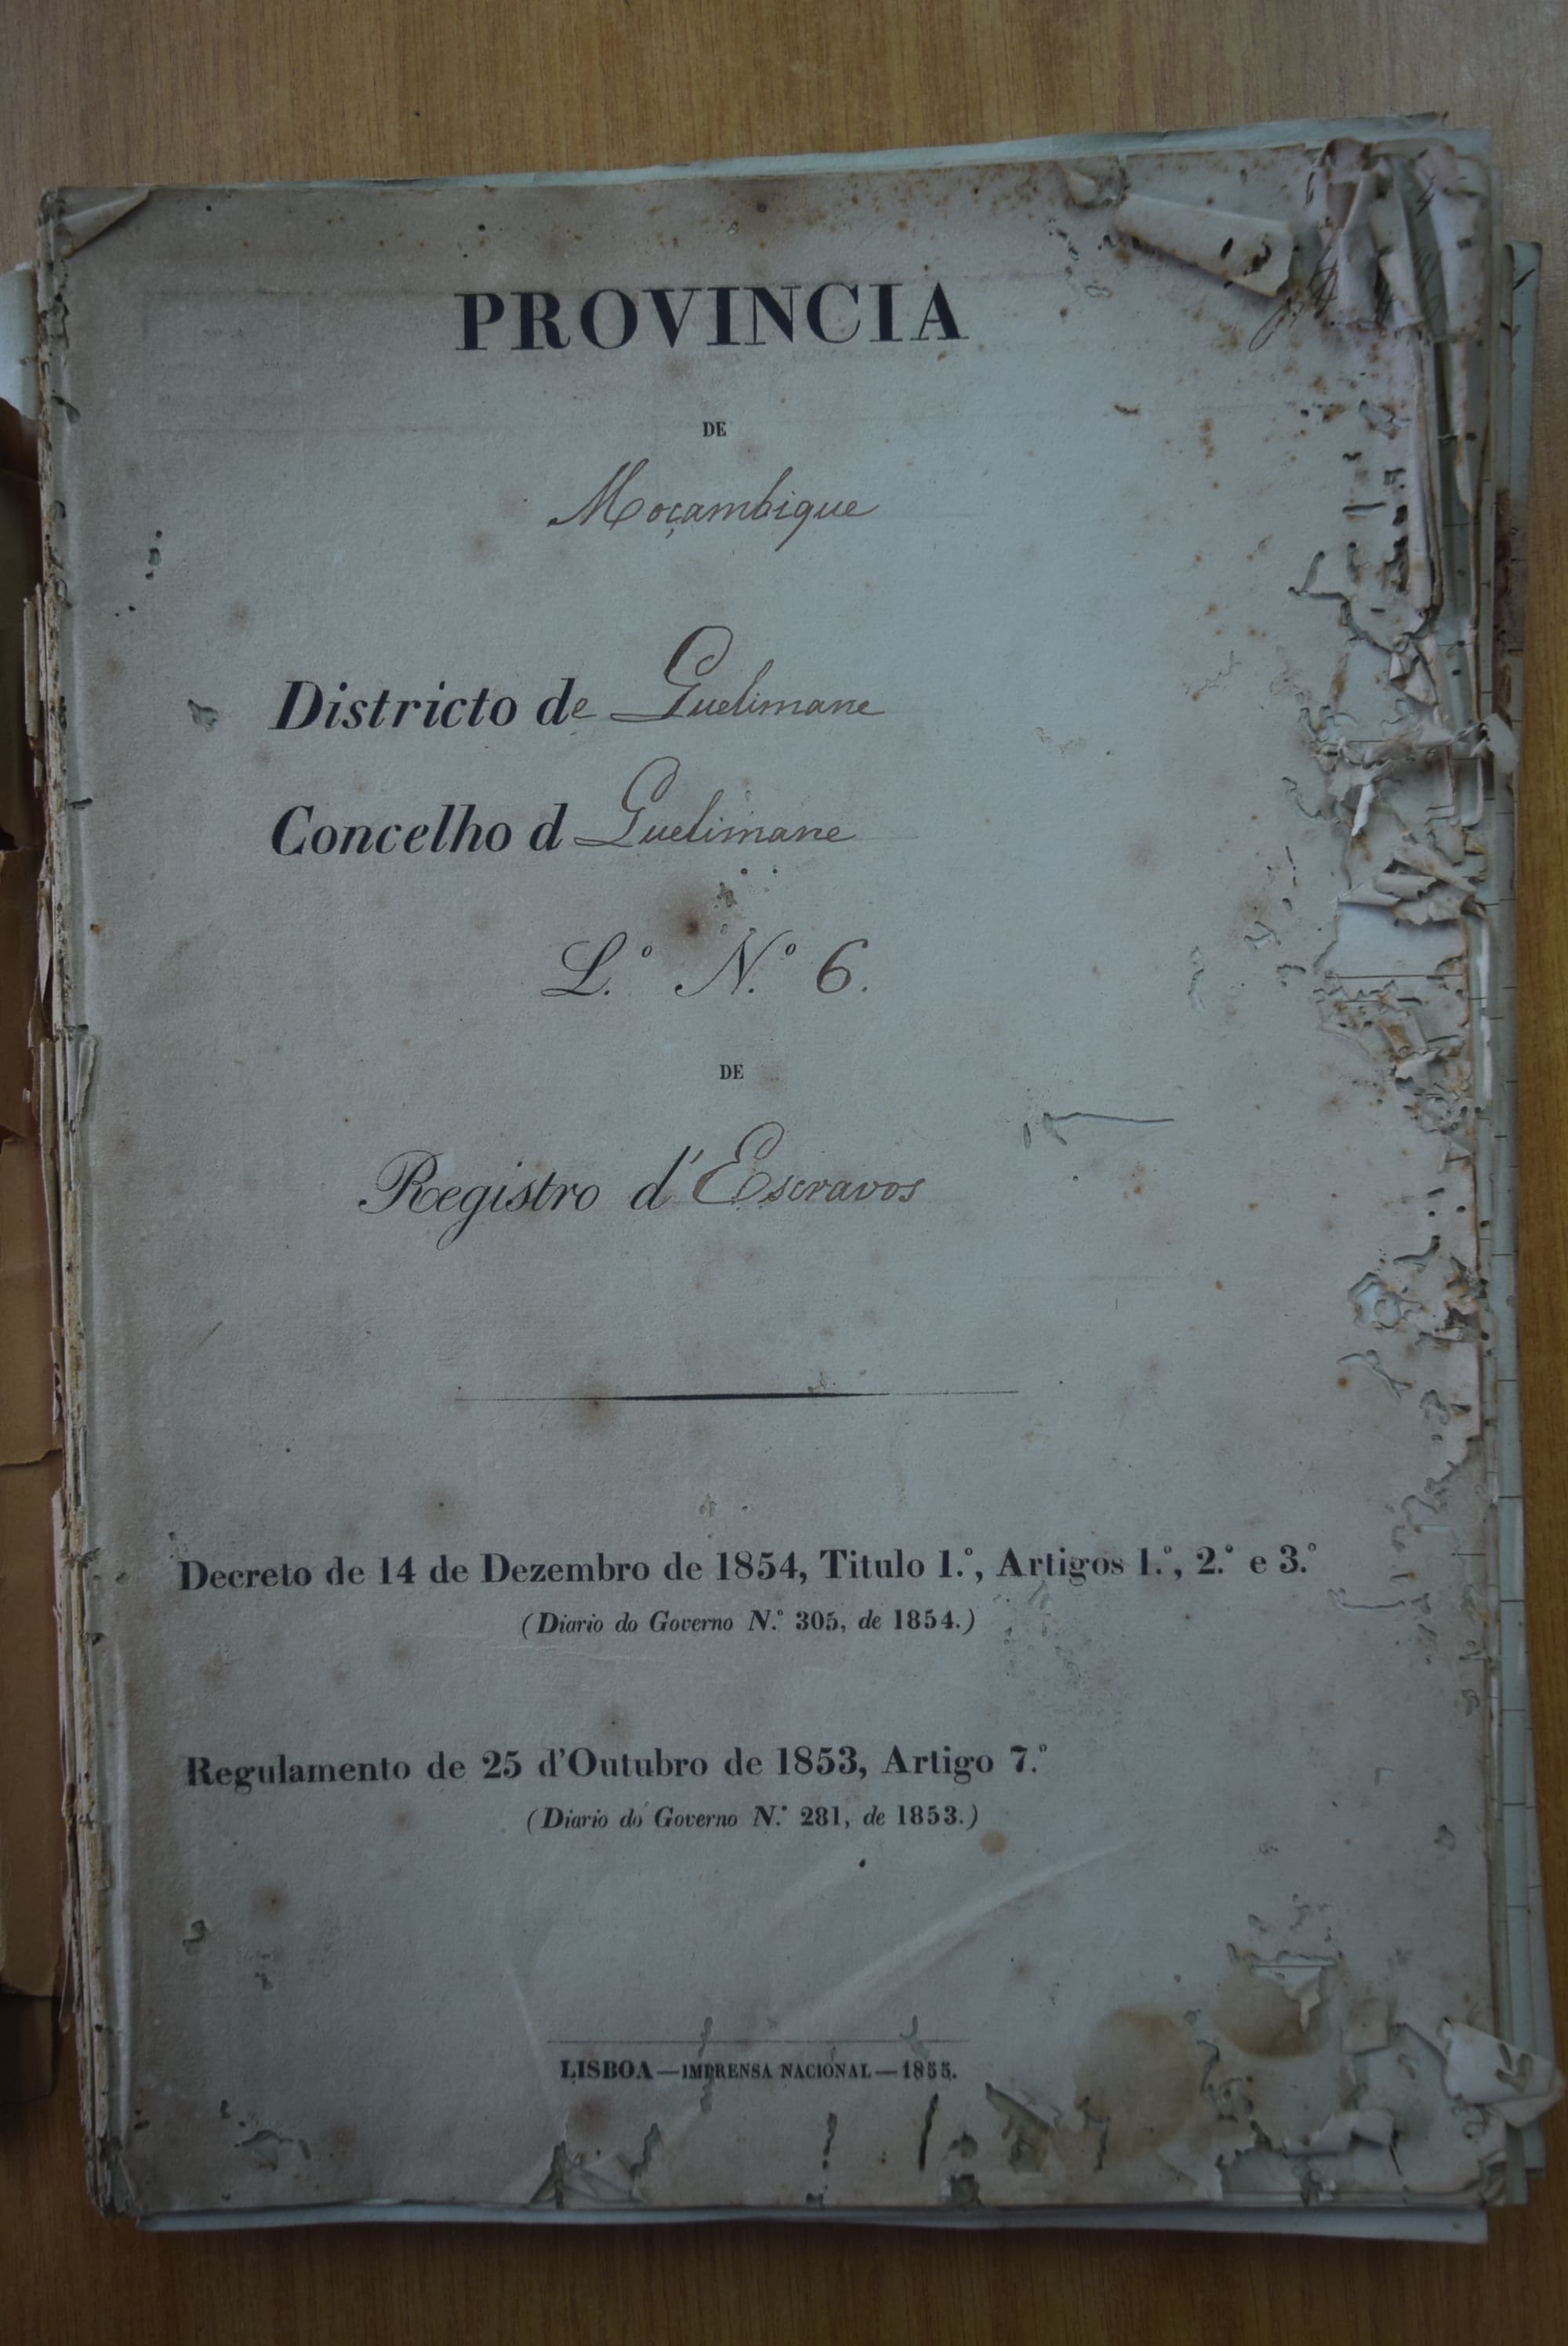 PROVINCIA
DE
Moçambique
Districto de Quelimane
Concelho d Quelimane
L.º N.º 6.
DE
Registro d'Escravos
Decreto de 14 de Dezembro de 1854, Titulo 1.º, Artigos 1.º, 2.º e 3.º
(Diario do Governo N.º 305, de 1854.)
Regulamento de 25 d'Outubro de 1853, Artigo 7.º
(Diario do Governo N.º 281, de 1853.)
LISBOA—IMPRENSA NACIONAL—1855.